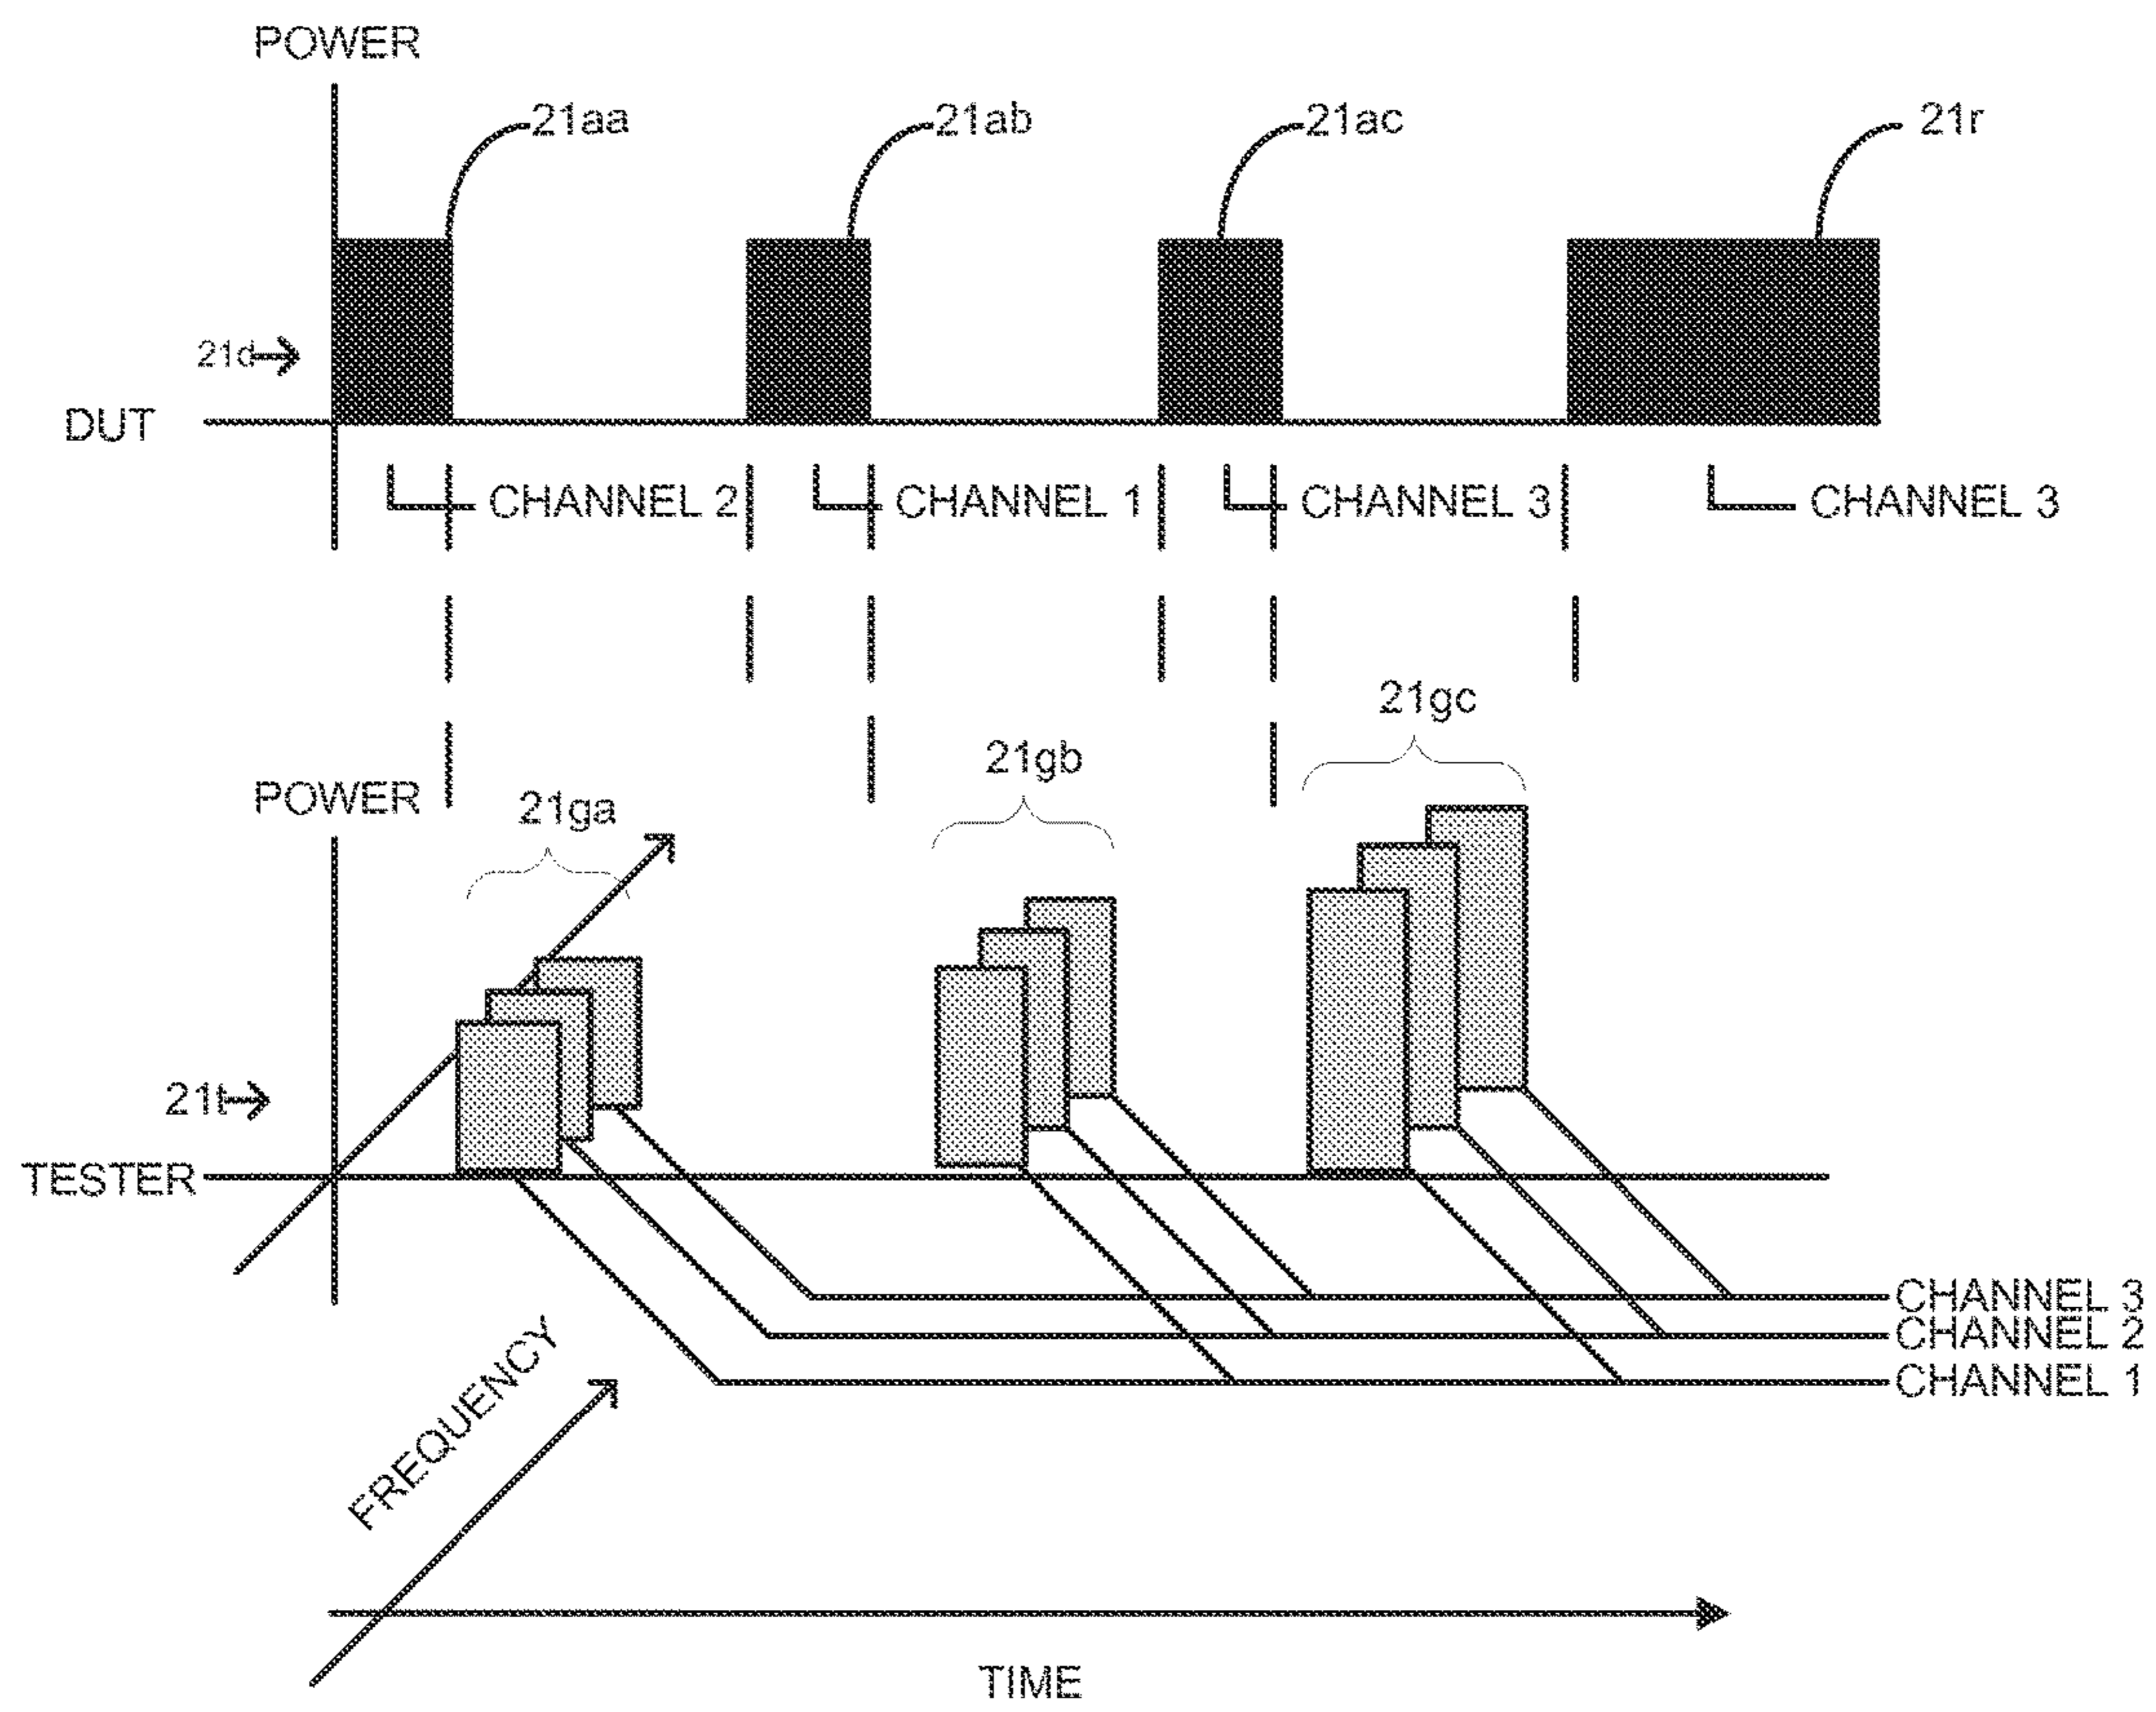 POWER
21aa
21ab
21ac
21r
21d
DUT
CHANNEL 2
CHANNEL 1
CHANNEL 3
CHANNEL 3
21gc
21gb
POWER
21ga
21t
TESTER
CHANNEL 3
CHANNEL 2
CHANNEL 1
FREQUENCY
TIME